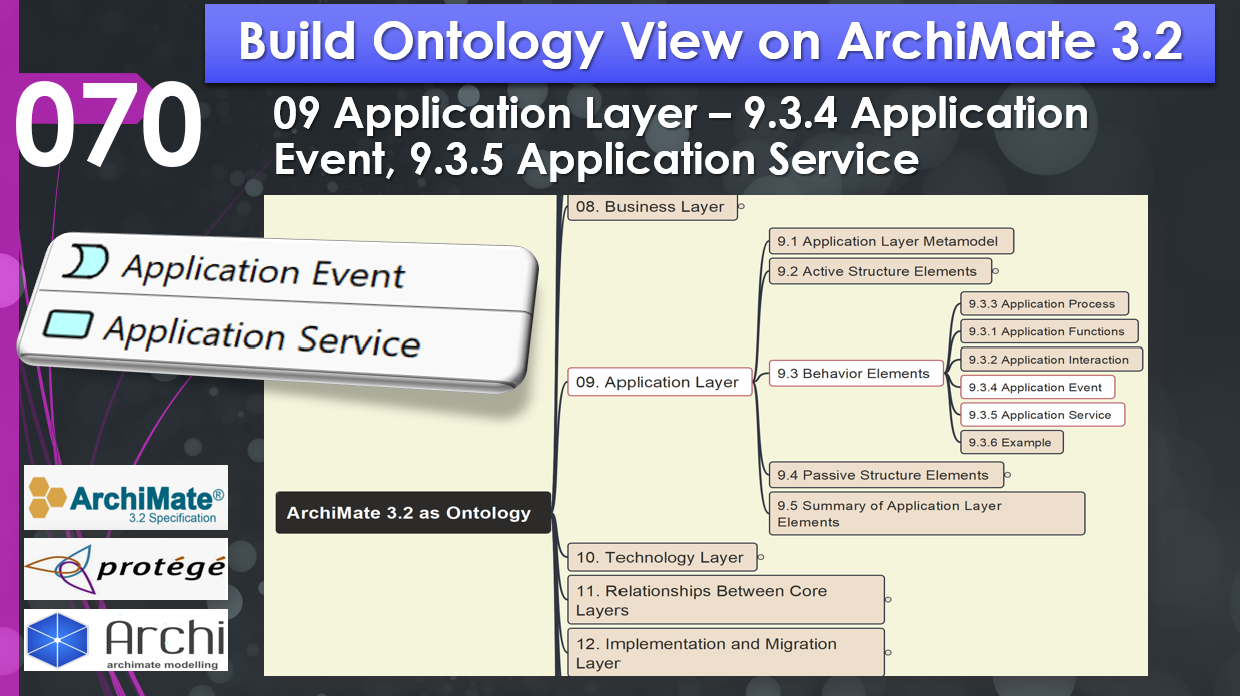 Build Ontology View on ArchiMate 3.2
070
09 Application Layer – 9.3.4 Application
Event, 9.3.5 Application Service
Application Event
Application Service
08. Business Layer
9.1 Application Layer Metamodel
9.2 Active Structure Elements
9.3.3 Application Process
9.3.1 Application Functions
9.3.2 Application Interaction
09. Application Layer
9.3 Behavior Elements
9.3.4 Application Event
9.3.5 Application Service
9.3.6 Example
9.4 Passive Structure Elements
9.5 Summary of Application Layer
Elements
ArchiMate 3.2 as Ontology
10. Technology Layer
11. Relationships Between Core
Layers
12. Implementation and Migration
Layer
ArchiMate®
3.2 Specification
protégé
Archi
archimate modelling